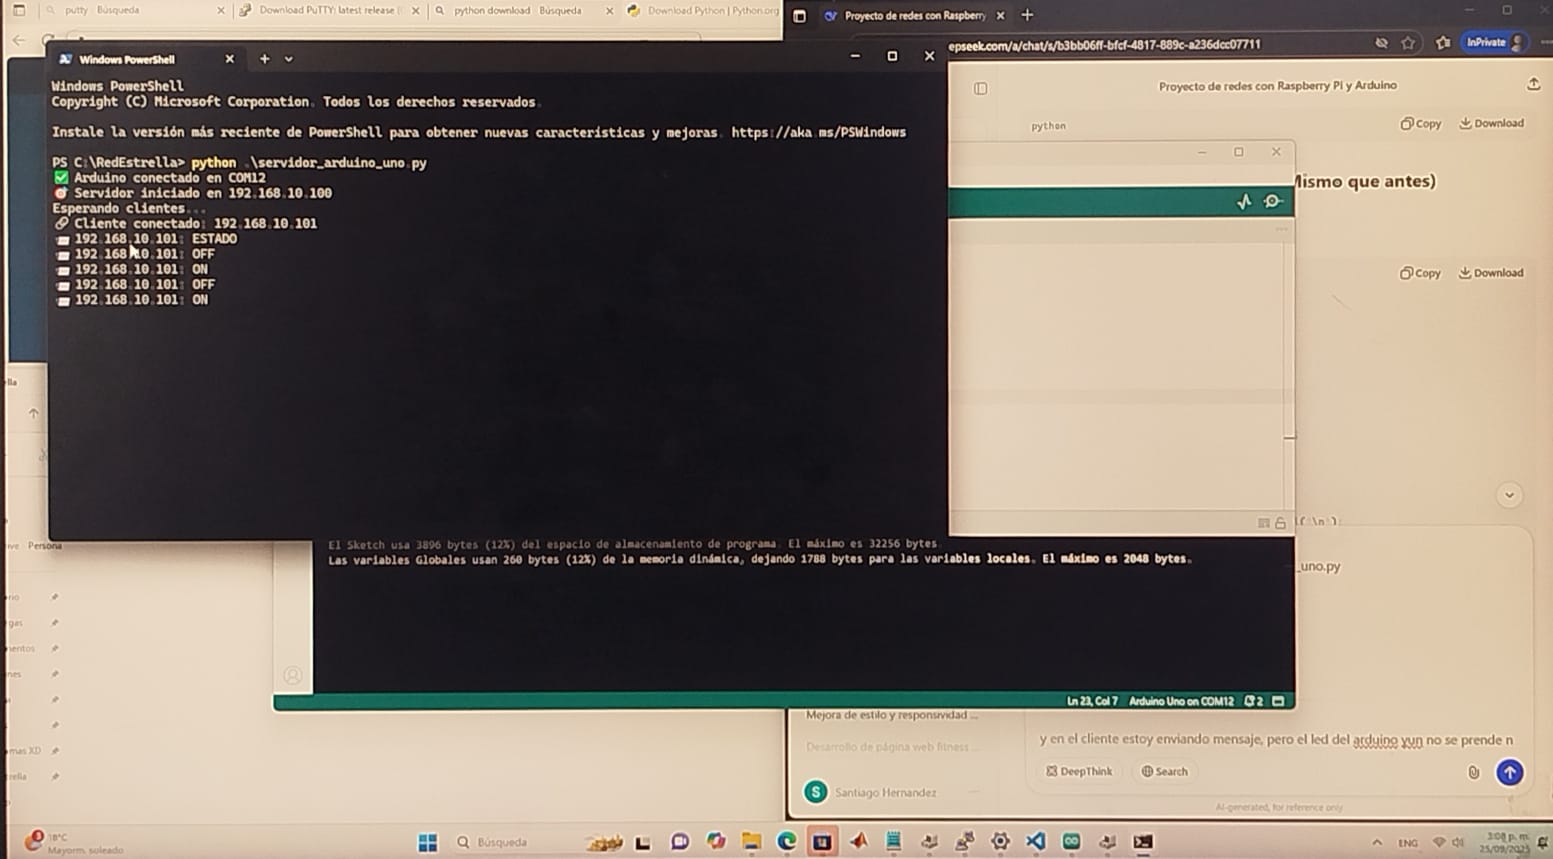 putty - Búsqueda
Download PuTTY: latest release (
python download - Búsqueda
Download Python | Python.org
Proyecto de redes con Raspberry
epseek.com/a/chat/s/b3bb06ff-bfcf-4817-889c-a236dcc07711
InPrivate
Windows PowerShell
Windows PowerShell
Copyright (C) Microsoft Corporation. Todos los derechos reservados.
Instale la versión más reciente de PowerShell para obtener nuevas características y mejoras. https://aka.ms/PSWindows
PS C:\RedEstrella> python .\servidor_arduino_uno.py
✅ Arduino conectado en COM12
🎯 Servidor iniciado en 192.168.10.100
Esperando clientes...
🔗 Cliente conectado: 192.168.10.101
📨 192.168.10.101: ESTADO
📨 192.168.10.101: OFF
📨 192.168.10.101: ON
📨 192.168.10.101: OFF
📨 192.168.10.101: ON
Proyecto de redes con Raspberry Pi y Arduino
python
Copy
Download
Mismo que antes)
Copy
Download
_uno.py
El Sketch usa 3896 bytes (12%) del espacio de almacenamiento de programa. El máximo es 32256 bytes.
Las variables Globales usan 260 bytes (12%) de la memoria dinámica, dejando 1788 bytes para las variables locales. El máximo es 2048 bytes.
Ln 23, Col 7 Arduino Uno on COM12 2
lla
Persona
rio
gas
mentos
nes
mas XD
rella
Mejora de estilo y responsividad ...
Desarrollo de página web fitness ...
S Santiago Hernandez
y en el cliente estoy enviando mensaje, pero el led del arduino yun no se prende n
DeepThink
Search
AI-generated, for reference only
3
18°C
Mayorm. soleado
Búsqueda
ENG
3:08 p. m.
25/09/2025